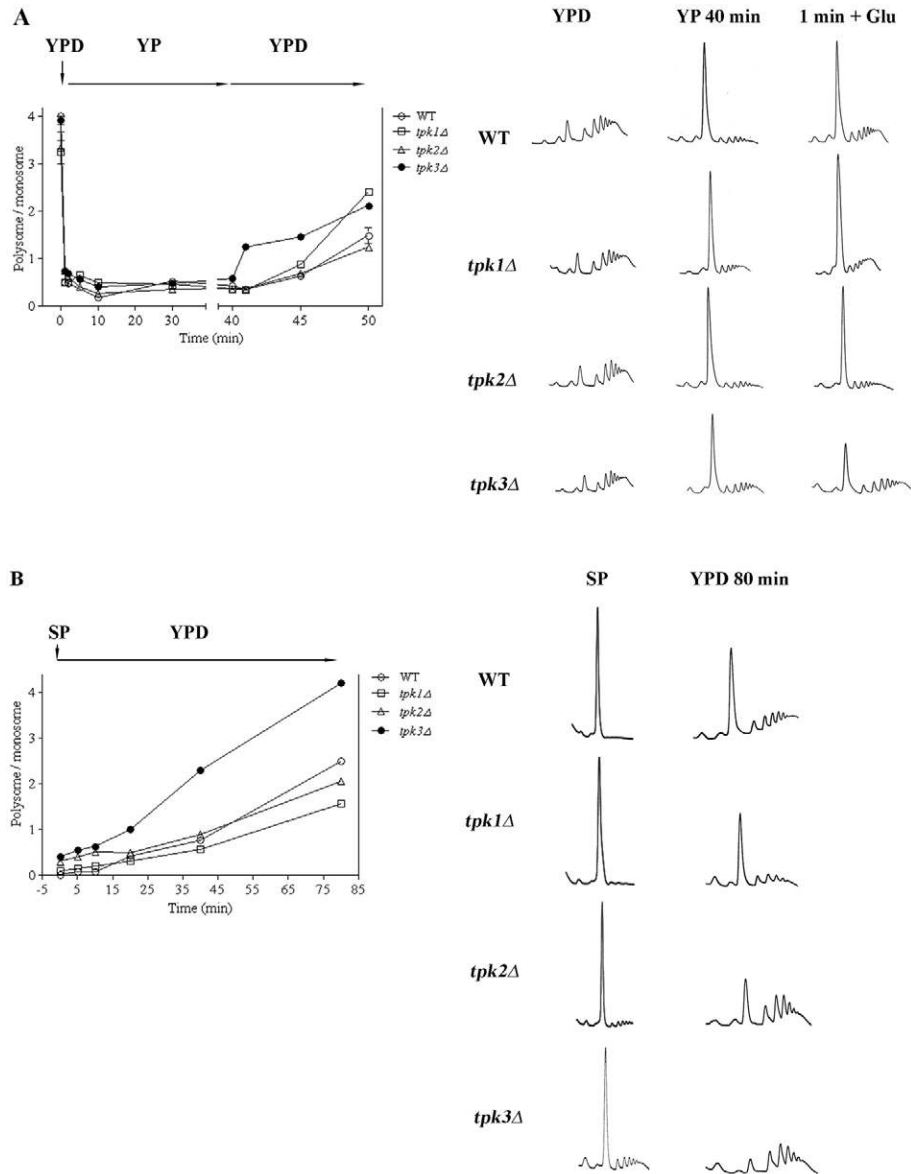 A
YPD YP YPD
Polysome / monosome
4
3
2
1
0
0 10 30 40 45 50
Time (min)
WT
tpk1Δ
tpk2Δ
tpk3Δ
YPD YP 40 min 1 min + Glu
WT
tpk1Δ
tpk2Δ
tpk3Δ
B
SP YPD
Polysome / monosome
4
3
2
1
0
-5 5 15 25 35 45 55 65 75 85
Time (min)
WT
tpk1Δ
tpk2Δ
tpk3Δ
SP YPD 80 min
WT
tpk1Δ
tpk2Δ
tpk3Δ